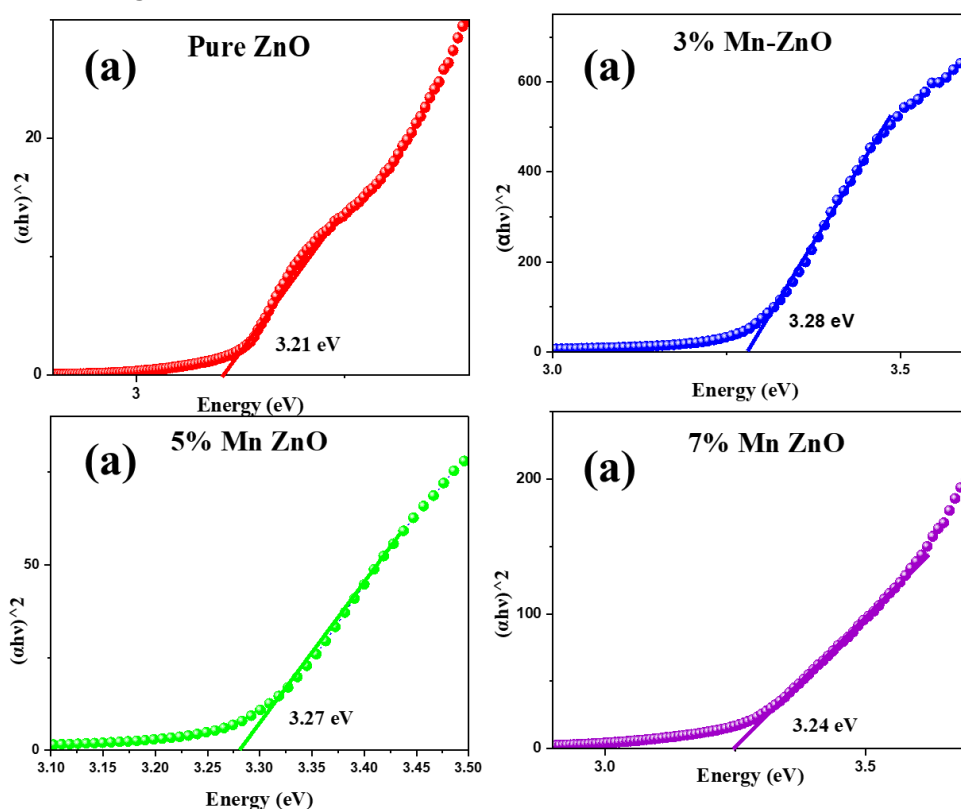 Pure ZnO
(a)
20
(αhν)^2
3.21 eV
0
3
Energy (eV)
3% Mn-ZnO
(a)
600
400
200
0
(αhν)^2
3.28 eV
3.0
3.5
Energy (eV)
5% Mn ZnO
(a)
50
0
(αhν)^2
3.27 eV
3.10
3.15
3.20
3.25
3.30
3.35
3.40
3.45
3.50
Energy (eV)
7% Mn ZnO
(a)
200
100
0
(αhν)^2
3.24 eV
3.0
3.5
Energy (eV)